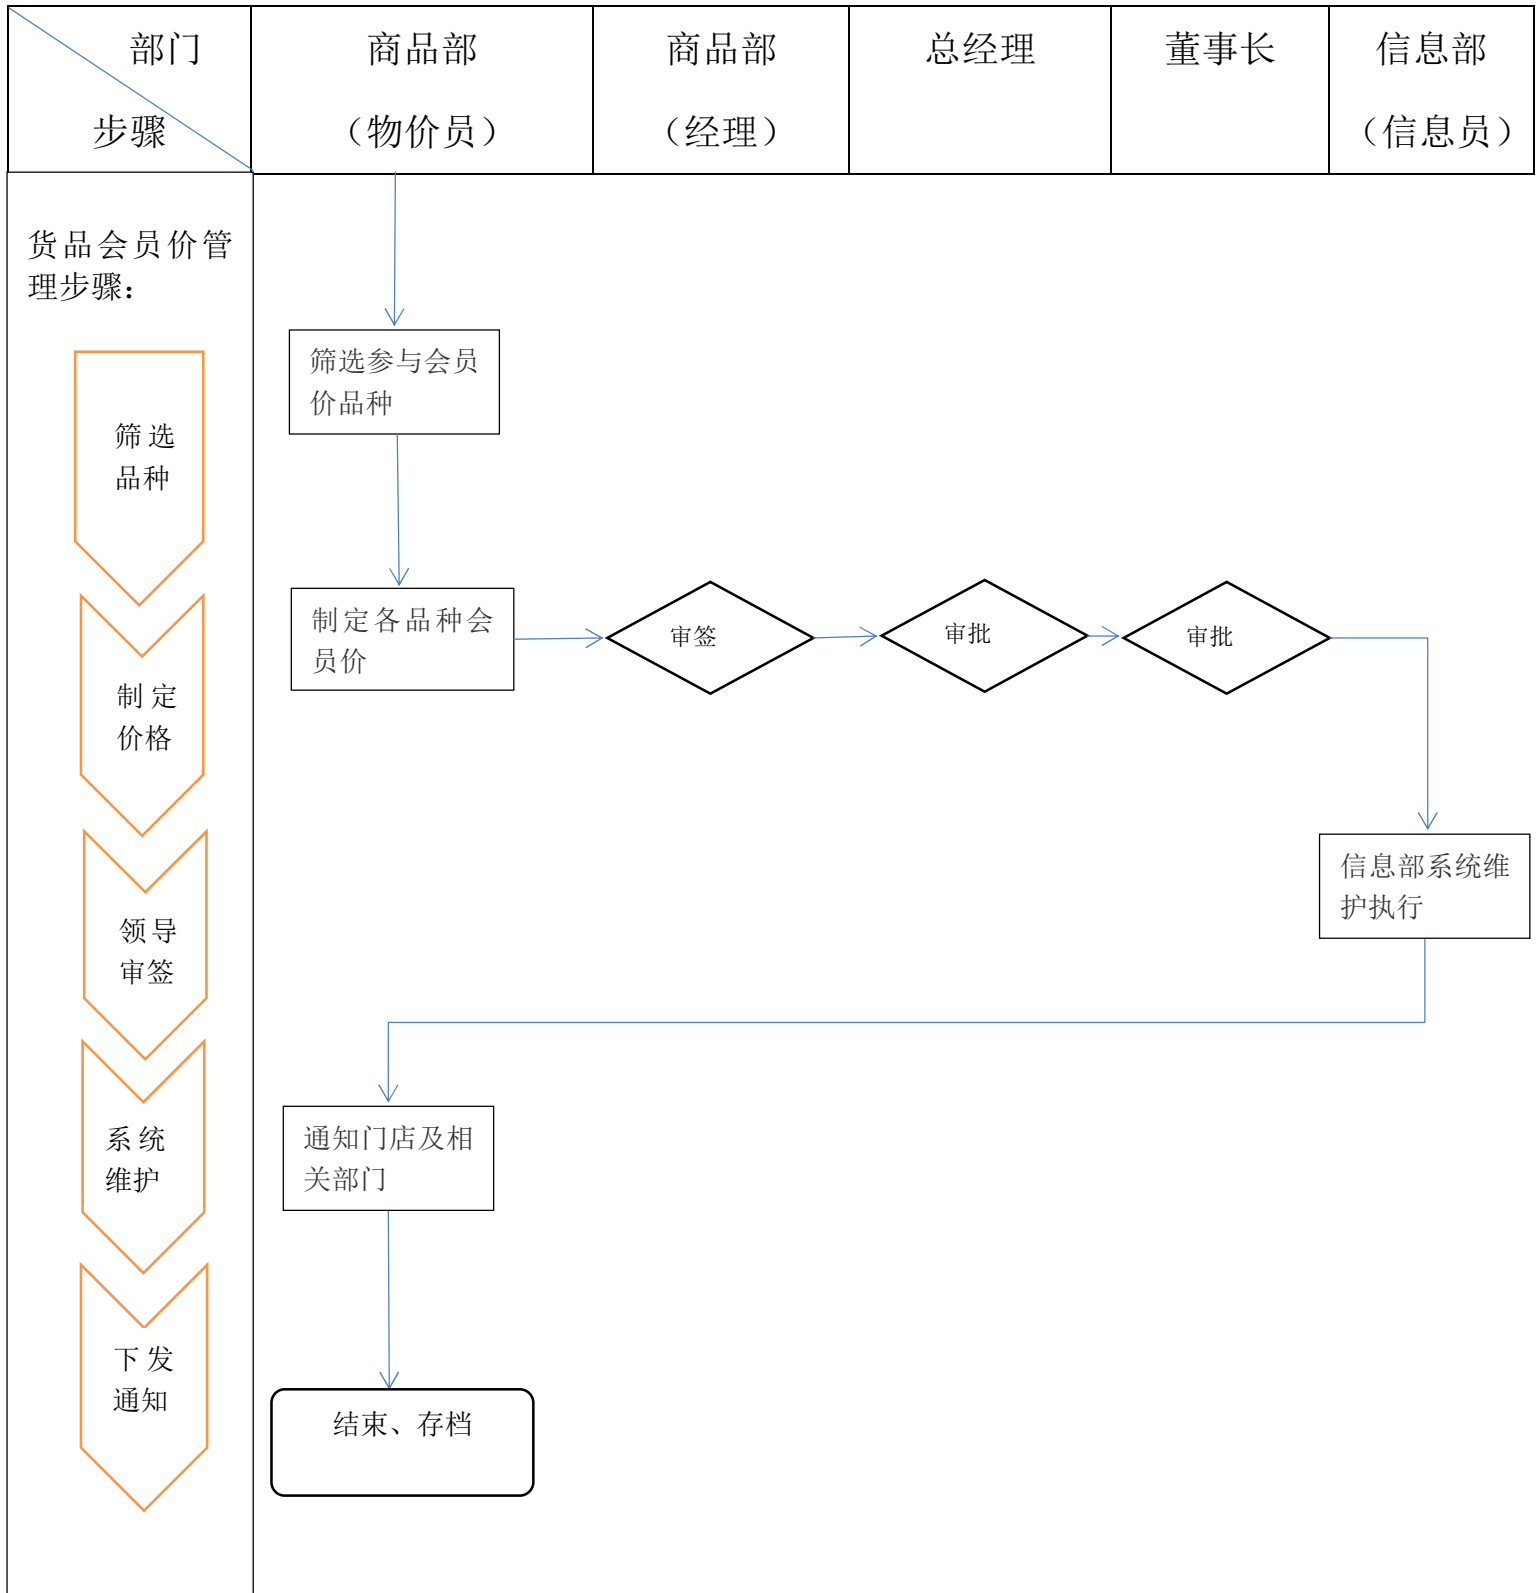 部门
步骤
商品部
（物价员）
商品部
（经理）
总经理
董事长
信息部
（信息员）
货品会员价管
理步骤：
筛选
品种
制定
价格
领导
审签
系统
维护
下发
通知
筛选参与会员
价品种
制定各品种会
员价
审签
审批
审批
信息部系统维
护执行
通知门店及相
关部门
结束、存档